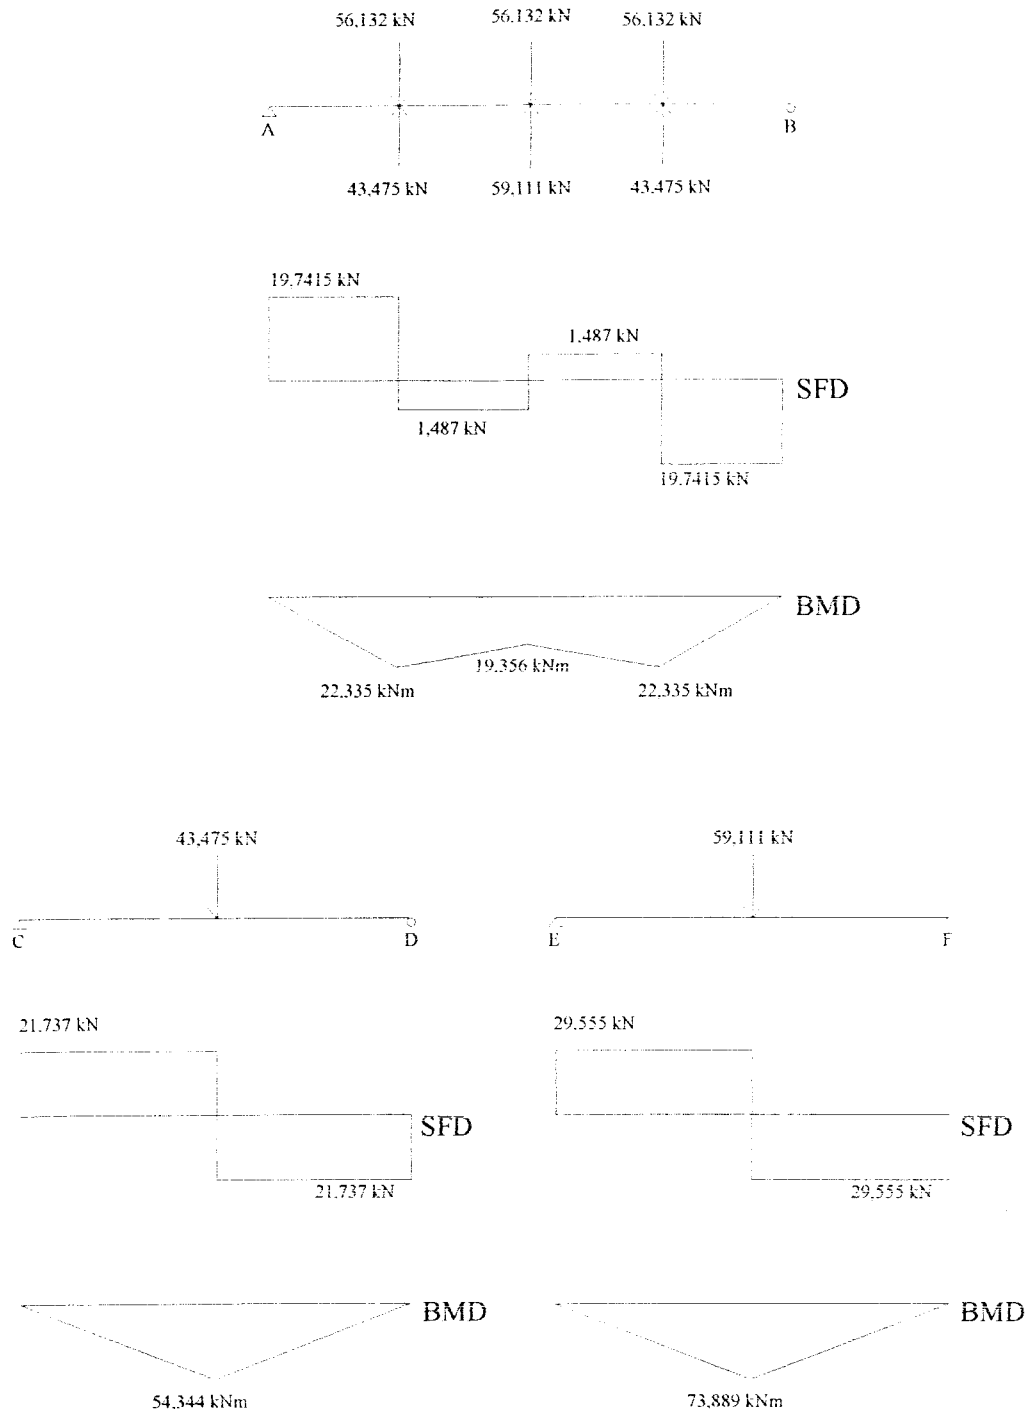 56,132 kN 56,132 kN 56,132 kN
A B
43,475 kN 59,111 kN 43,475 kN
19,7415 kN
1,487 kN
SFD
1,487 kN
19,7415 kN
BMD
19,356 kNm
22,335 kNm 22,335 kNm
43,475 kN 59,111 kN
C D E F
21,737 kN 29,555 kN
SFD SFD
21,737 kN 29,555 kN
BMD BMD
54,344 kNm 73,889 kNm